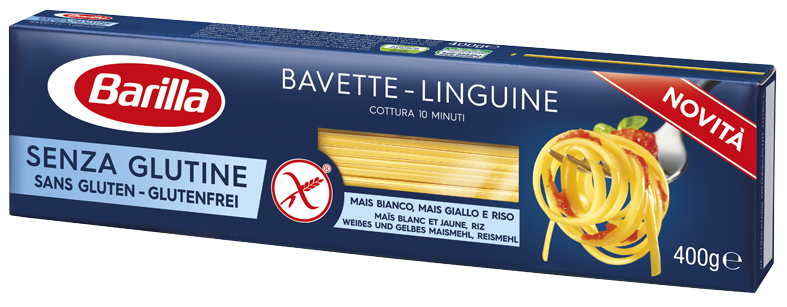 400g e
Barilla
BAVETTE - LINGUINE
COTTURA 10 MINUTI
NOVITÀ
SENZA GLUTINE
SANS GLUTEN - GLUTENFREI
MAIS BIANCO, MAIS GIALLO E RISO
MAÏS BLANC ET JAUNE, RIZ
WEIßES UND GELBES MAISMEHL, REISMEHL
400g e